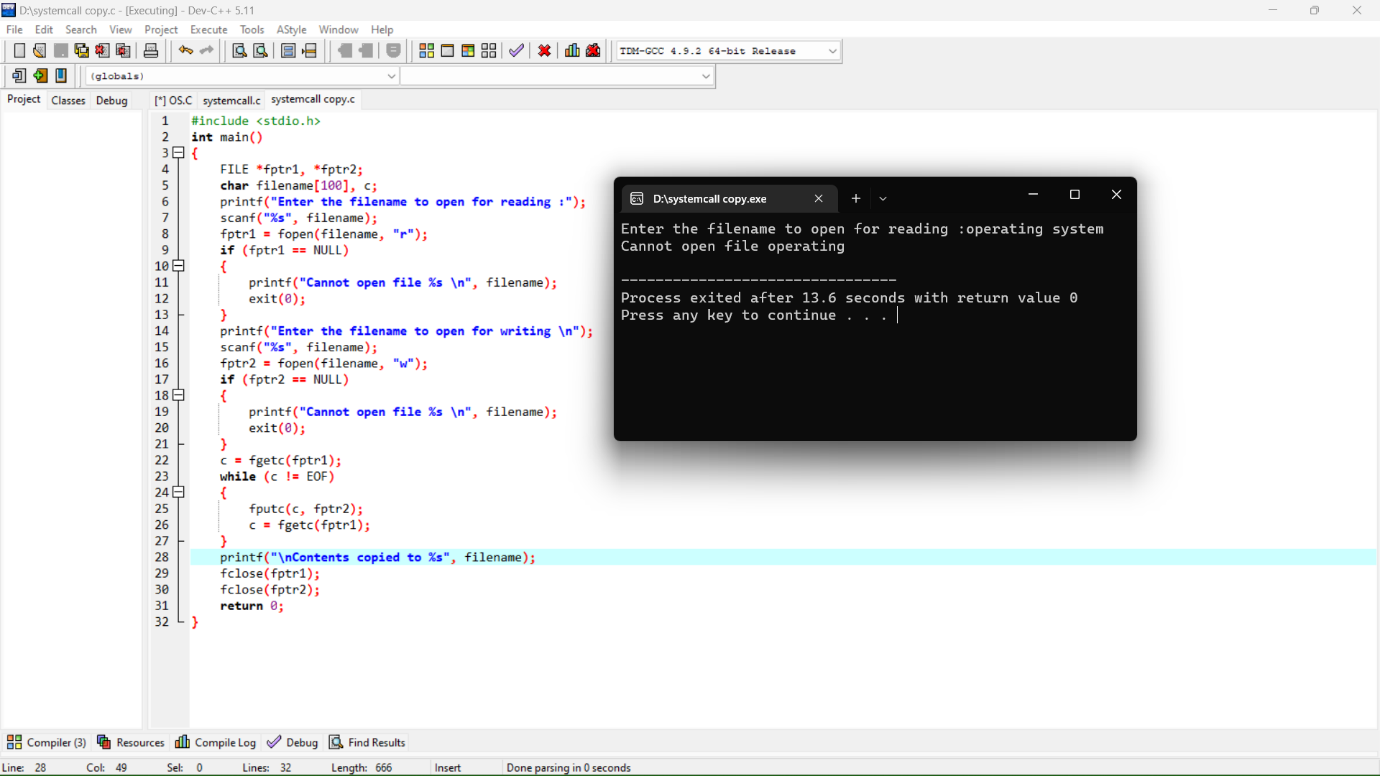 D:\systemcall copy.c - [Executing] - Dev-C++ 5.11
File Edit Search View Project Execute Tools AStyle Window Help
TDM-GCC 4.9.2 64-bit Release
(globals)
Project Classes Debug [*] OS.C systemcall.c systemcall copy.c
1 #include <stdio.h>
2 int main()
3 {
4 FILE *fptr1, *fptr2;
5 char filename[100], c;
6 printf("Enter the filename to open for reading :");
7 scanf("%s", filename);
8 fptr1 = fopen(filename, "r");
9 if (fptr1 == NULL)
10 {
11 printf("Cannot open file %s \n", filename);
12 exit(0);
13 }
14 printf("Enter the filename to open for writing \n");
15 scanf("%s", filename);
16 fptr2 = fopen(filename, "w");
17 if (fptr2 == NULL)
18 {
19 printf("Cannot open file %s \n", filename);
20 exit(0);
21 }
22 c = fgetc(fptr1);
23 while (c != EOF)
24 {
25 fputc(c, fptr2);
26 c = fgetc(fptr1);
27 }
28 printf("\nContents copied to %s", filename);
29 fclose(fptr1);
30 fclose(fptr2);
31 return 0;
32 }
D:\systemcall copy.exe
Enter the filename to open for reading :operating system
Cannot open file operating
--------------------------------
Process exited after 13.6 seconds with return value 0
Press any key to continue . . .
Compiler (3) Resources Compile Log Debug Find Results
Line: 28 Col: 49 Sel: 0 Lines: 32 Length: 666 Insert Done parsing in 0 seconds